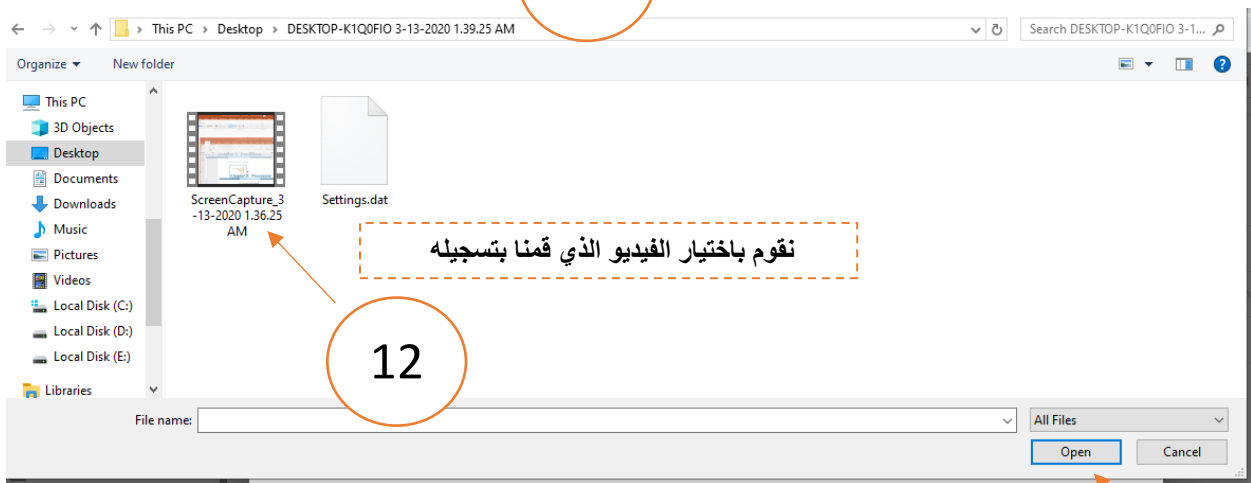 This PC > Desktop > DESKTOP-K1Q0FIO 3-13-2020 1.39.25 AM
Search DESKTOP-K1Q0FIO 3-1...
Organize
New folder
This PC
3D Objects
Desktop
Documents
Downloads
Music
Pictures
Videos
Local Disk (C:)
Local Disk (D:)
Local Disk (E:)
Libraries
ScreenCapture_3
-13-2020 1.36.25
AM
Settings.dat
نقوم باختيار الفيديو الذي قمنا بتسجيله
12
File name:
All Files
Open
Cancel